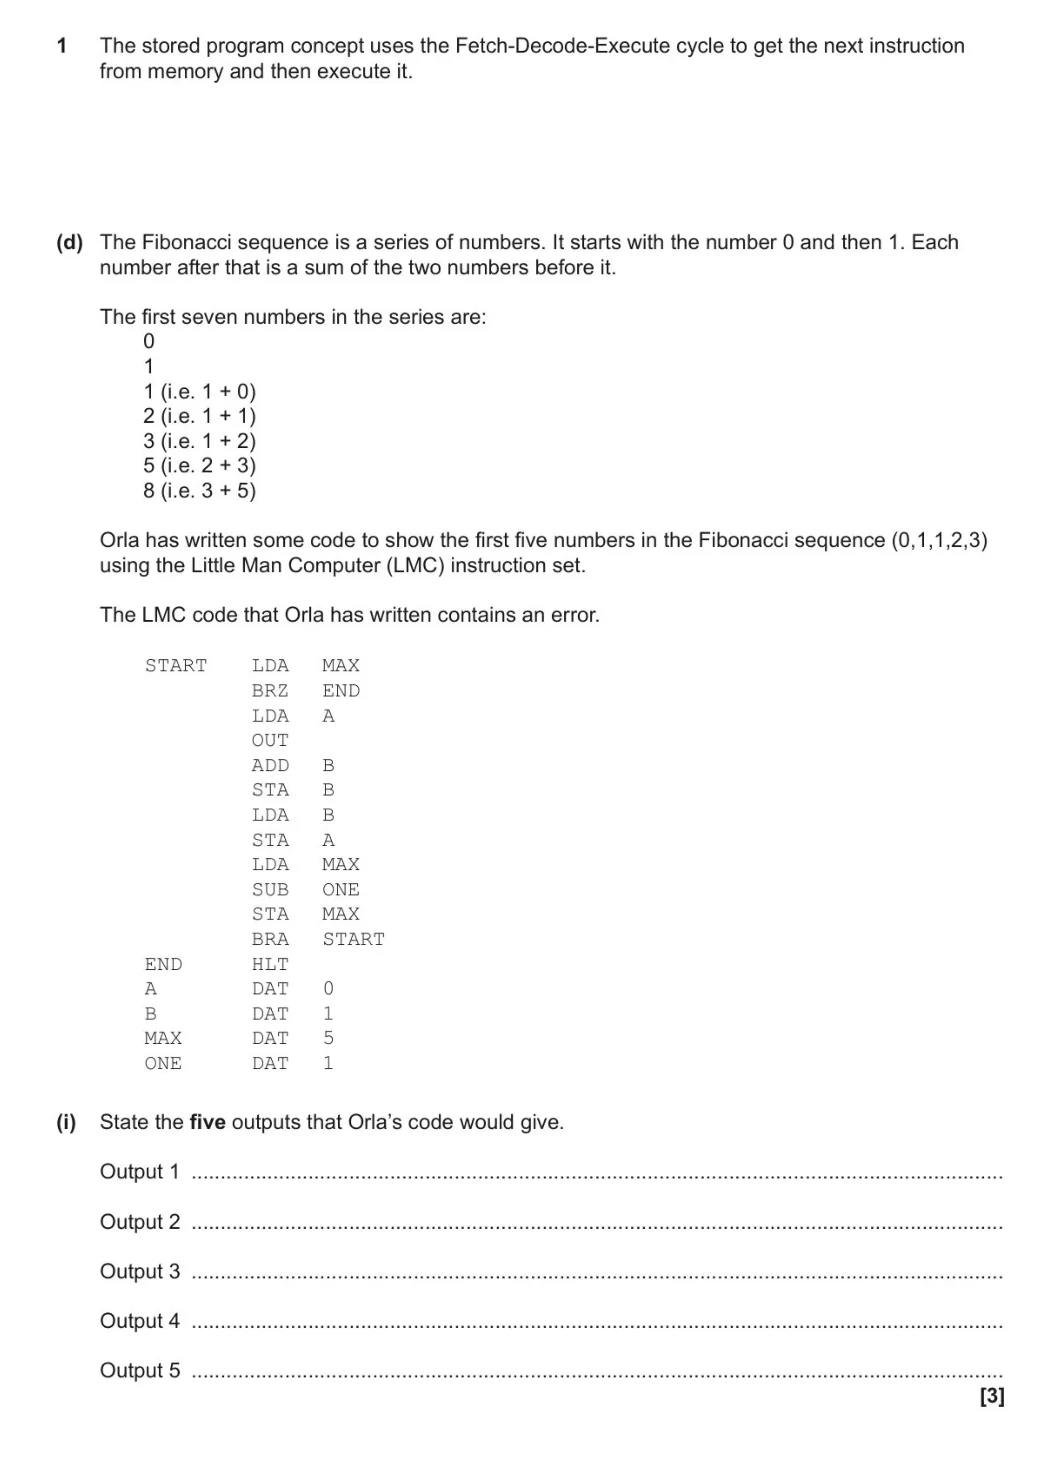 1 The stored program concept uses the Fetch-Decode-Execute cycle to get the next instruction
from memory and then execute it.
(d) The Fibonacci sequence is a series of numbers. It starts with the number 0 and then 1. Each
number after that is a sum of the two numbers before it.
The first seven numbers in the series are:
0
1
1 (i.e. 1 + 0)
2 (i.e. 1 + 1)
3 (i.e. 1 + 2)
5 (i.e. 2 + 3)
8 (i.e. 3 + 5)
Orla has written some code to show the first five numbers in the Fibonacci sequence (0,1,1,2,3)
using the Little Man Computer (LMC) instruction set.
The LMC code that Orla has written contains an error.
START LDA MAX
BRZ END
LDA A
OUT
ADD B
STA B
LDA B
STA A
LDA MAX
SUB ONE
STA MAX
BRA START
END HLT
A DAT 0
B DAT 1
MAX DAT 5
ONE DAT 1
(i) State the five outputs that Orla's code would give.
Output 1 ................................................................
Output 2 ................................................................
Output 3 ................................................................
Output 4 ................................................................
Output 5 ................................................................
[3]